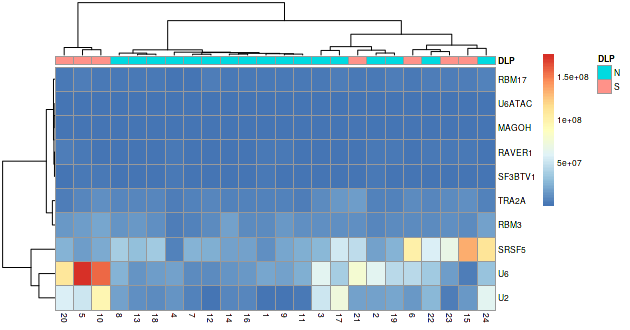 DLP
DLP
N
S
RBM17
U6ATAC
MAGOH
RAVER1
SF3BTV1
TRA2A
RBM3
SRSF5
U6
U2
1.5e+08
1e+08
5e+07
20 5 10 8 13 18 4 7 12 14 16 1 9 11 3 17 21 2 19 6 22 23 15 24